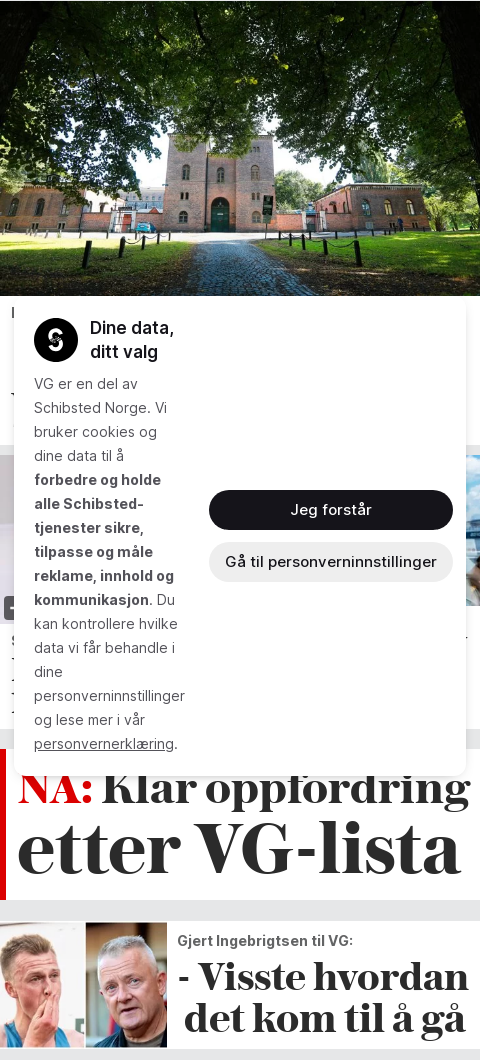 Dine data,
ditt valg
VG er en del av
Schibsted Norge. Vi
bruker cookies og
dine data til å
forbedre og holde
alle Schibsted-
tjenester sikre,
tilpasse og måle
reklame, innhold og
kommunikasjon. Du
kan kontrollere hvilke
data vi får behandle i
dine
personverninnstillinger
og lese mer i vår
personvernerklæring.
Jeg forstår
Gå til personverninnstillinger
NÅ: Klar oppfordring
etter VG-lista
Gjert Ingebrigtsen til VG:
- Visste hvordan
det kom til å gå